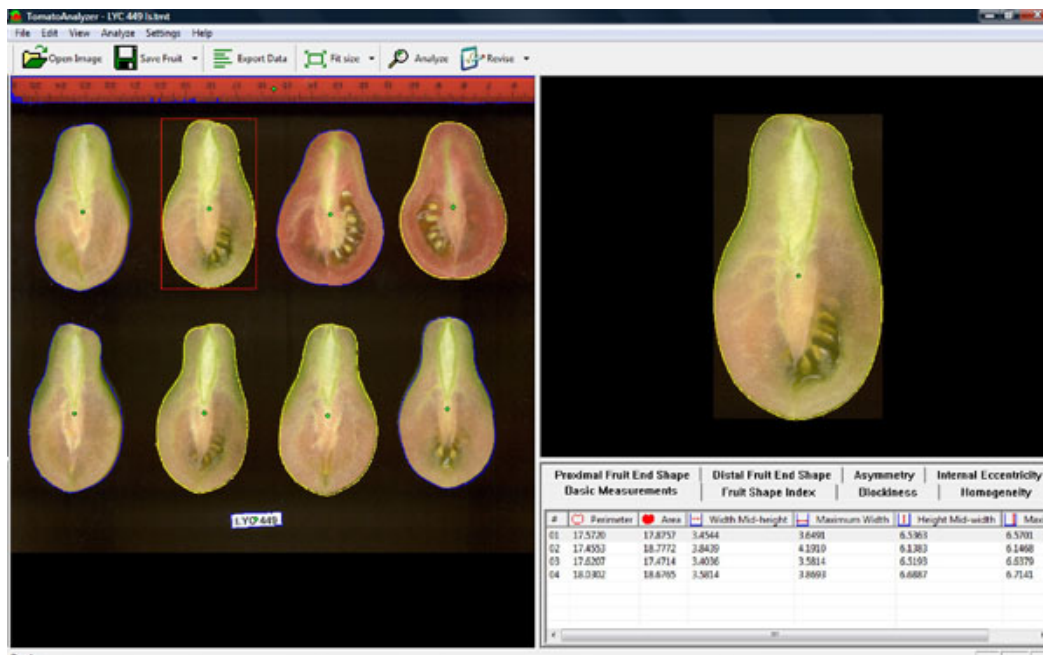 TomatoAnalyzer - LYC 449 ls.tmt
File Edit View Analyze Settings Help
Open Image Save Fruit Export Data Fit size Analyze Revise
LYC 449
Proximal Fruit End Shape Distal Fruit End Shape Asymmetry Internal Eccentricity
Basic Measurements Fruit Shape Index Blockiness Homogeneity
# Perimeter Area Width Mid-height Maximum Width Height Mid-width
01 17.5720 17.8757 3.4544 3.6491 6.5363 6.5701
02 17.4553 18.7772 3.8439 4.1910 6.1383 6.1468
03 17.6207 17.4714 3.4036 3.5814 6.5193 6.6379
04 18.0302 18.6765 3.5814 3.8693 6.6887 6.7141